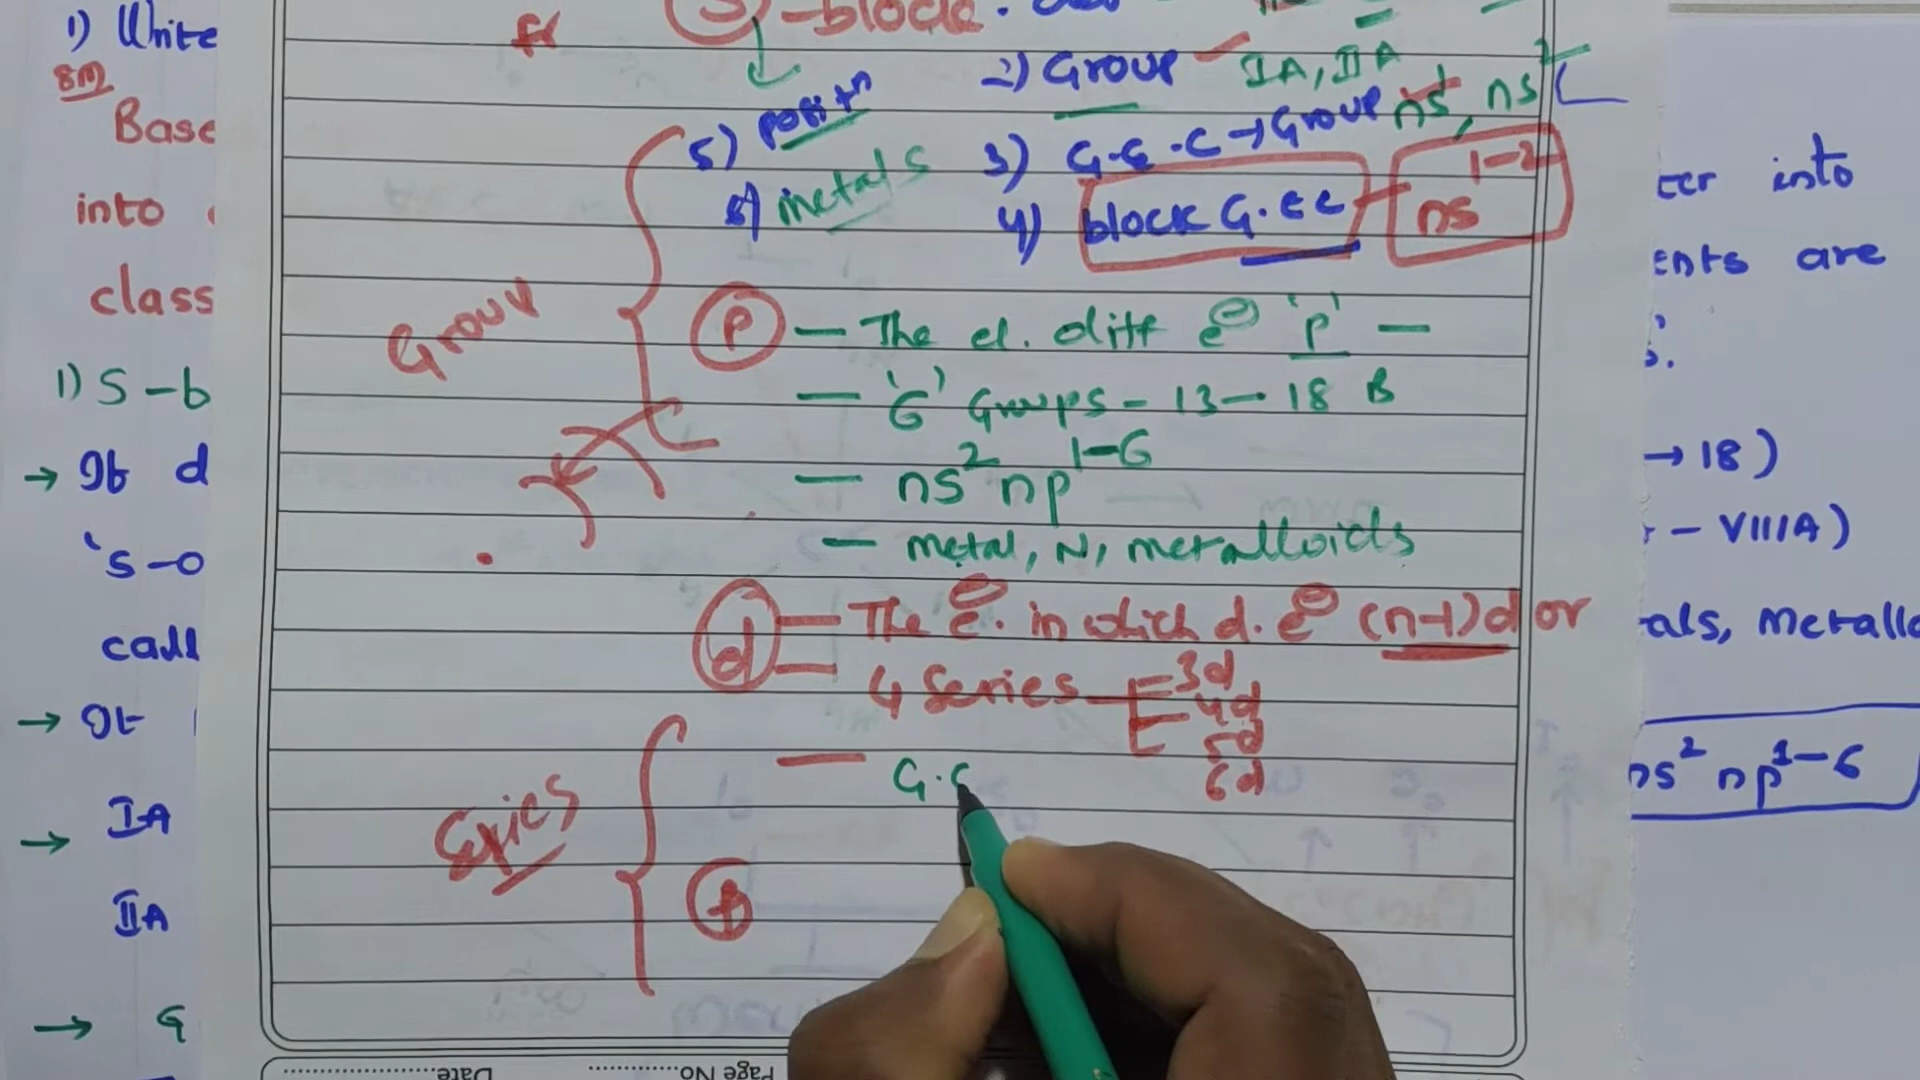 1) Write
8M
Base
into
class
1) S-b
→ It d
's-o
call
→ It
→ IA
IIA
→ G
S -block.
2) Group IA, IIA
5) positn
3) G.E.C → Group ns1, ns2
6) metals
4) block G.EC - ns1-2
Group
P - The el. diff e⊖ 'p' -
- '6' Groups - 13 - 18 B
- ns2 np1-6
- metal, N, metalloids
d - The e⊖. in which d. e⊖ (n-1)d or
- 4 Series - 3d
4d
5d
6d
- G.C
Series
f
ter into
ents are
→ 18)
- VIIIA)
als, Metallo
ns2 np1-6
Date
Page No.